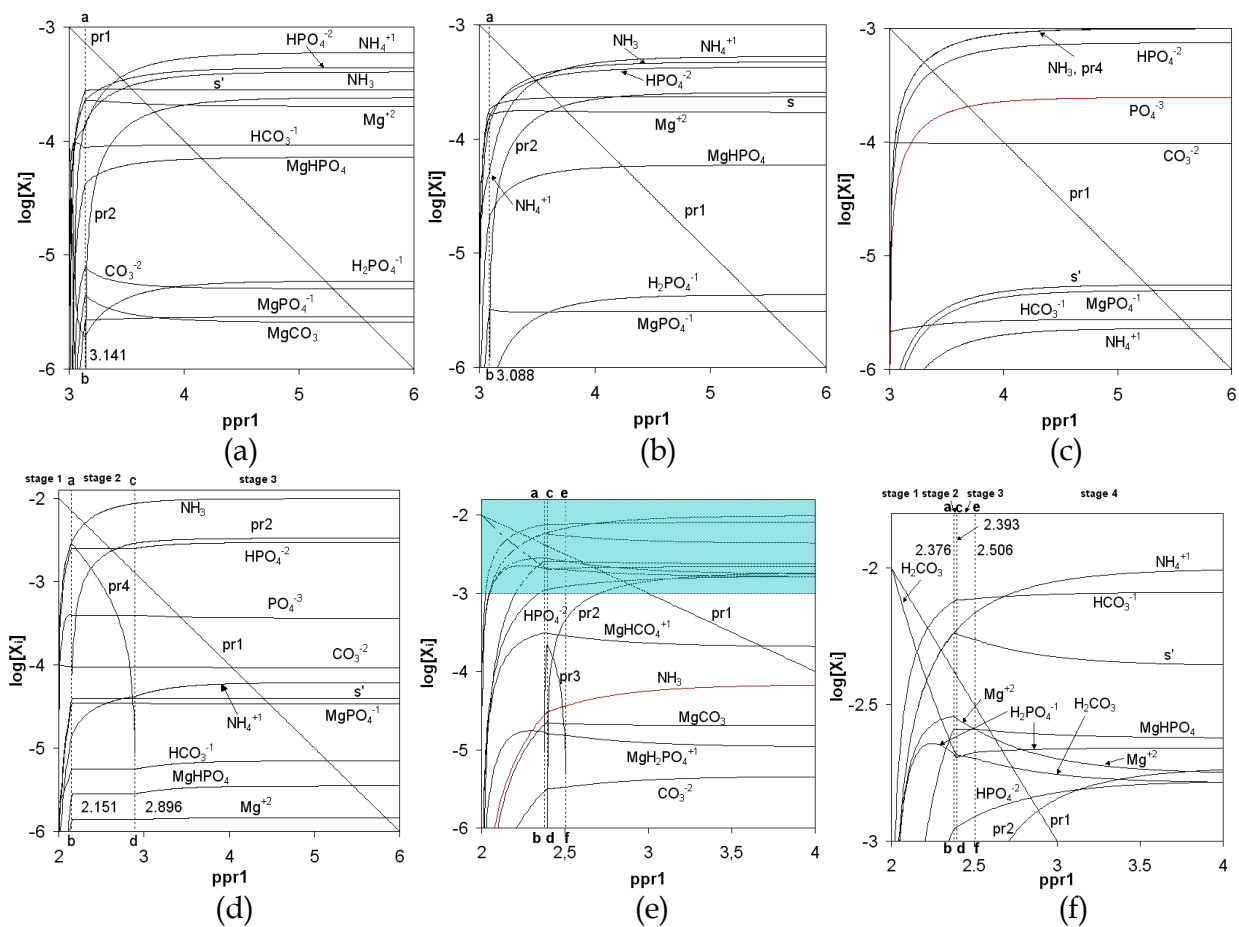 a
-3
pr1
HPO4-2
NH4+1
NH3
s'
Mg+2
-4
HCO3-1
MgHPO4
log[Xi]
pr2
-5
CO3-2
H2PO4-1
MgPO4-1
MgCO3
3.141
-6
b
3 4 5 6
ppr1
(a)
a
-3
NH3
NH4+1
HPO4-2
s
Mg+2
pr2
-4
MgHPO4
log[Xi]
NH4+1
pr1
-5
H2PO4-1
MgPO4-1
-6
b 3.088
3 4 5 6
ppr1
(b)
-3
HPO4-2
NH3, pr4
PO4-3
-4
CO3-2
log[Xi]
pr1
-5
s'
HCO3-1
MgPO4-1
NH4+1
-6
3 4 5 6
ppr1
(c)
stage 1 a stage 2 c stage 3
-2
NH3
pr2
HPO4-2
-3
pr4
PO4-3
log[Xi]
pr1
-4
CO3-2
s'
NH4+1
MgPO4-1
-5
HCO3-1
MgHPO4
2.151 2.896
Mg+2
-6
b d
2 3 4 5 6
ppr1
(d)
a c e
-2
-3
HPO4-2
pr2
pr1
MgHCO4+1
-4
log[Xi]
pr3
NH3
MgCO3
-5
MgH2PO4+1
CO3-2
-6
b d f
2 2,5 3 3,5 4
ppr1
(e)
stage 1 stage 2 stage 3 stage 4
a c e
2.393
2.376 2.506
-2
H2CO3
NH4+1
HCO3-1
s'
log[Xi]
-2.5
Mg+2
H2PO4-1
H2CO3
MgHPO4
Mg+2
HPO4-2
pr2
pr1
-3
b d f
2 2.5 3 3.5 4
ppr1
(f)